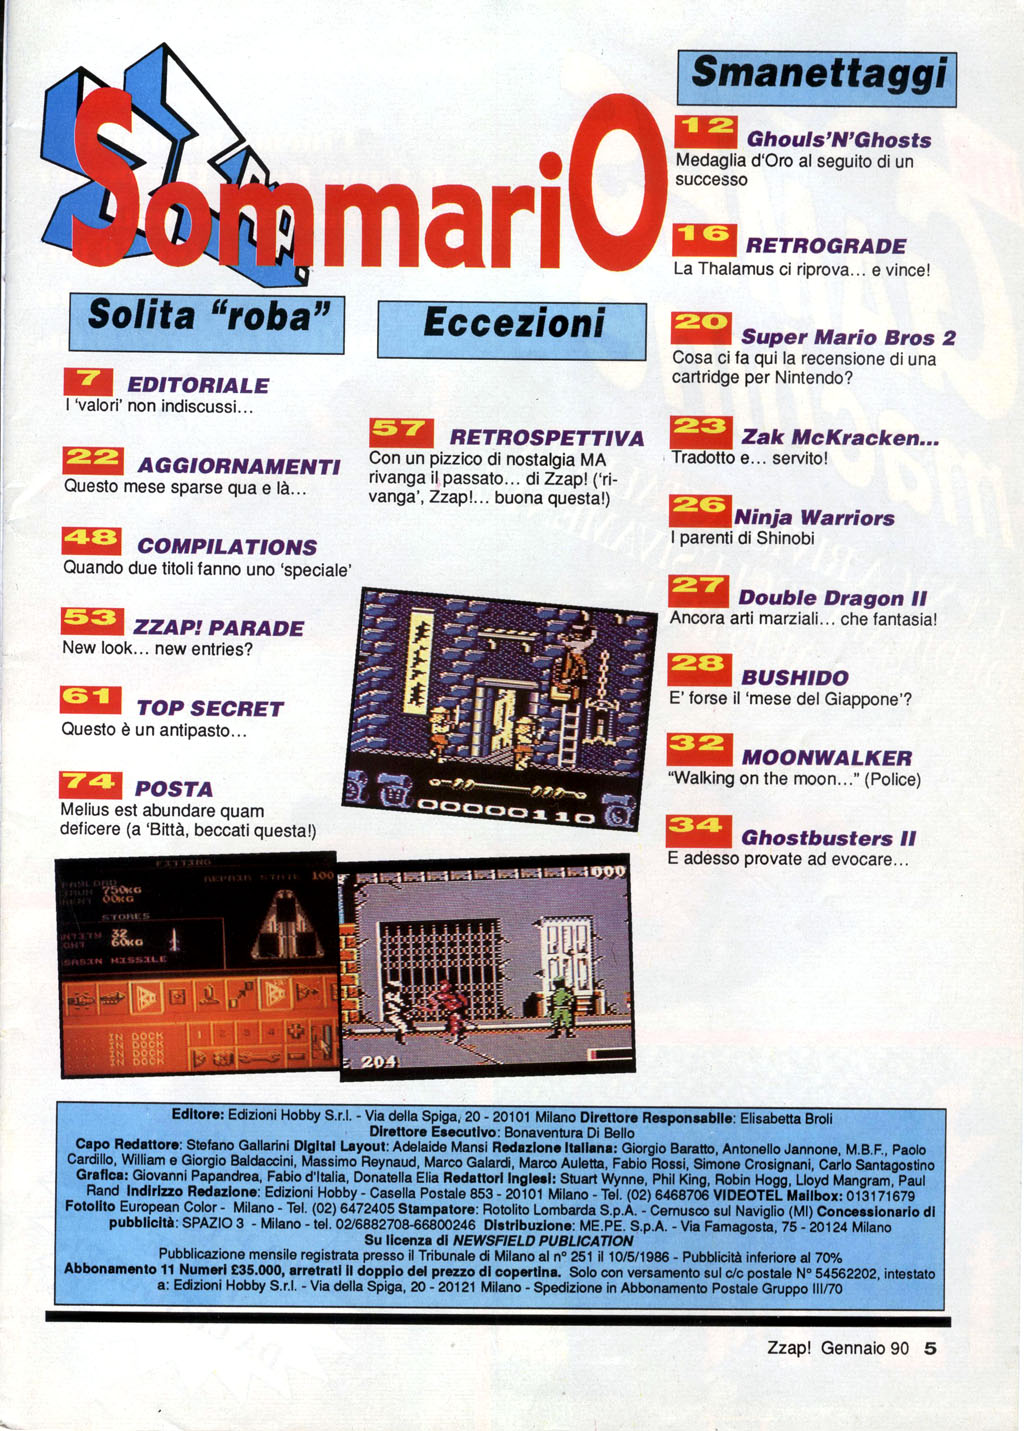 SommariO
Solita "roba"
7 EDITORIALE
I 'valori' non indiscussi...
22 AGGIORNAMENTI
Questo mese sparse qua e là...
48 COMPILATIONS
Quando due titoli fanno uno 'speciale'
53 ZZAP! PARADE
New look... new entries?
61 TOP SECRET
Questo è un antipasto...
74 POSTA
Melius est abundare quam
deficere (a 'Bittà, beccati questa!)
Eccezioni
57 RETROSPETTIVA
Con un pizzico di nostalgia MA
rivanga il passato... di Zzap! ('ri-
vanga', Zzap!... buona questa!)
Smanettaggi
12 Ghouls'N'Ghosts
Medaglia d'Oro al seguito di un
successo
16 RETROGRADE
La Thalamus ci riprova... e vince!
20 Super Mario Bros 2
Cosa ci fa qui la recensione di una
cartridge per Nintendo?
23 Zak McKracken...
Tradotto e... servito!
26 Ninja Warriors
I parenti di Shinobi
27 Double Dragon II
Ancora arti marziali... che fantasia!
28 BUSHIDO
E' forse il 'mese del Giappone'?
32 MOONWALKER
"Walking on the moon..." (Police)
34 Ghostbusters II
E adesso provate ad evocare...
00000110
FITTING
REPAIR STATE 100
750KG
00KG
STORES
32
60KG
MISSILE
IN DOCK
IN DOCK
IN DOCK
IN DOCK
1 2 3 4
000
204
Editore: Edizioni Hobby S.r.l. - Via della Spiga, 20 - 20101 Milano Direttore Responsabile: Elisabetta Broli
Direttore Esecutivo: Bonaventura Di Bello
Capo Redattore: Stefano Gallarini Digital Layout: Adelaide Mansi Redazione Italiana: Giorgio Baratto, Antonello Jannone, M.B.F., Paolo
Cardillo, William e Giorgio Baldaccini, Massimo Reynaud, Marco Galardi, Marco Auletta, Fabio Rossi, Simone Crosignani, Carlo Santagostino
Grafica: Giovanni Papandrea, Fabio d'Italia, Donatella Elia Redattori Inglesi: Stuart Wynne, Phil King, Robin Hogg, Lloyd Mangram, Paul
Rand Indirizzo Redazione: Edizioni Hobby - Casella Postale 853 - 20101 Milano - Tel. (02) 6468706 VIDEOTEL Mailbox: 013171679
Fotolito European Color - Milano - Tel. (02) 6472405 Stampatore: Rotolito Lombarda S.p.A. - Cernusco sul Naviglio (MI) Concessionario di
pubblicità: SPAZIO 3 - Milano - tel. 02/6882708-66800246 Distribuzione: ME.PE. S.p.A. - Via Famagosta, 75 - 20124 Milano
Su licenza di NEWSFIELD PUBLICATION
Pubblicazione mensile registrata presso il Tribunale di Milano al n° 251 il 10/5/1986 - Pubblicità inferiore al 70%
Abbonamento 11 Numeri £35.000, arretrati il doppio del prezzo di copertina. Solo con versamento sul c/c postale N° 54562202, intestato
a: Edizioni Hobby S.r.l. - Via della Spiga, 20 - 20121 Milano - Spedizione in Abbonamento Postale Gruppo III/70
Zzap! Gennaio 90 5